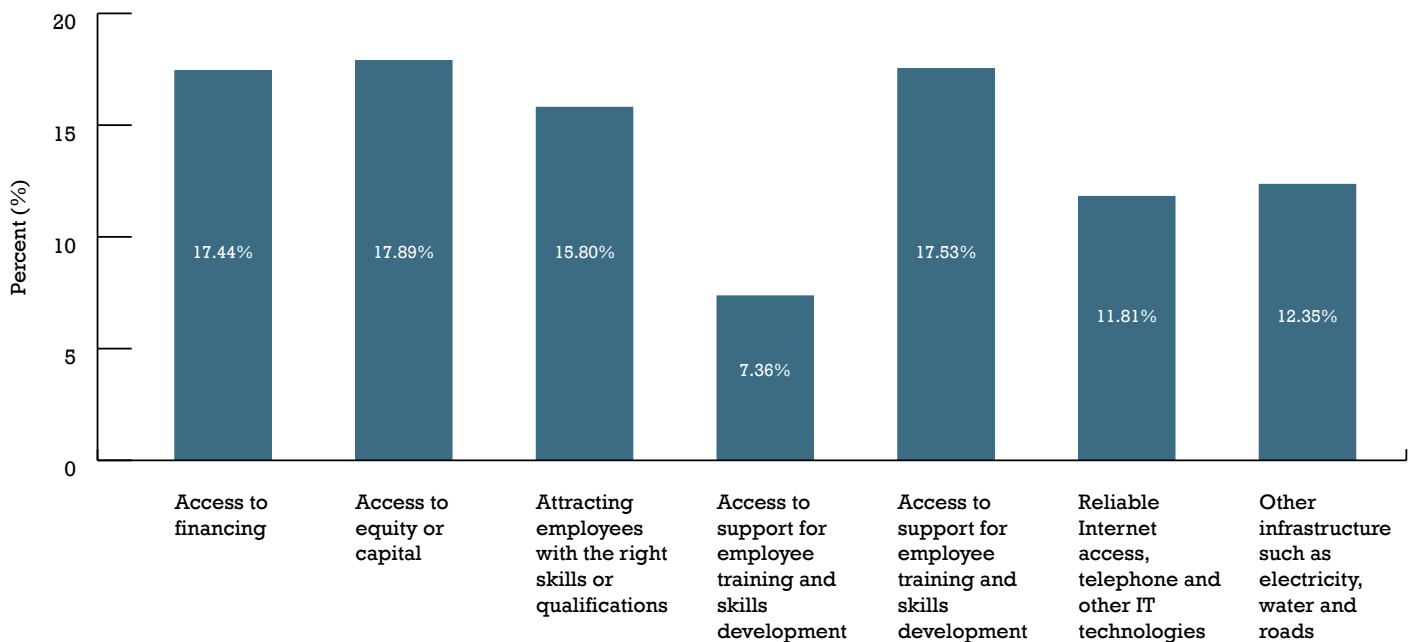 20
15
10
5
0
Percent (%)
17.44%
17.89%
15.80%
7.36%
17.53%
11.81%
12.35%
Access to
financing
Access to
equity or
capital
Attracting
employees
with the right
skills or
qualifications
Access to
support for
employee
training and
skills
development
Access to
support for
employee
training and
skills
development
Reliable
Internet
access,
telephone and
other IT
technologies
Other
infrastructure
such as
electricity,
water and
roads